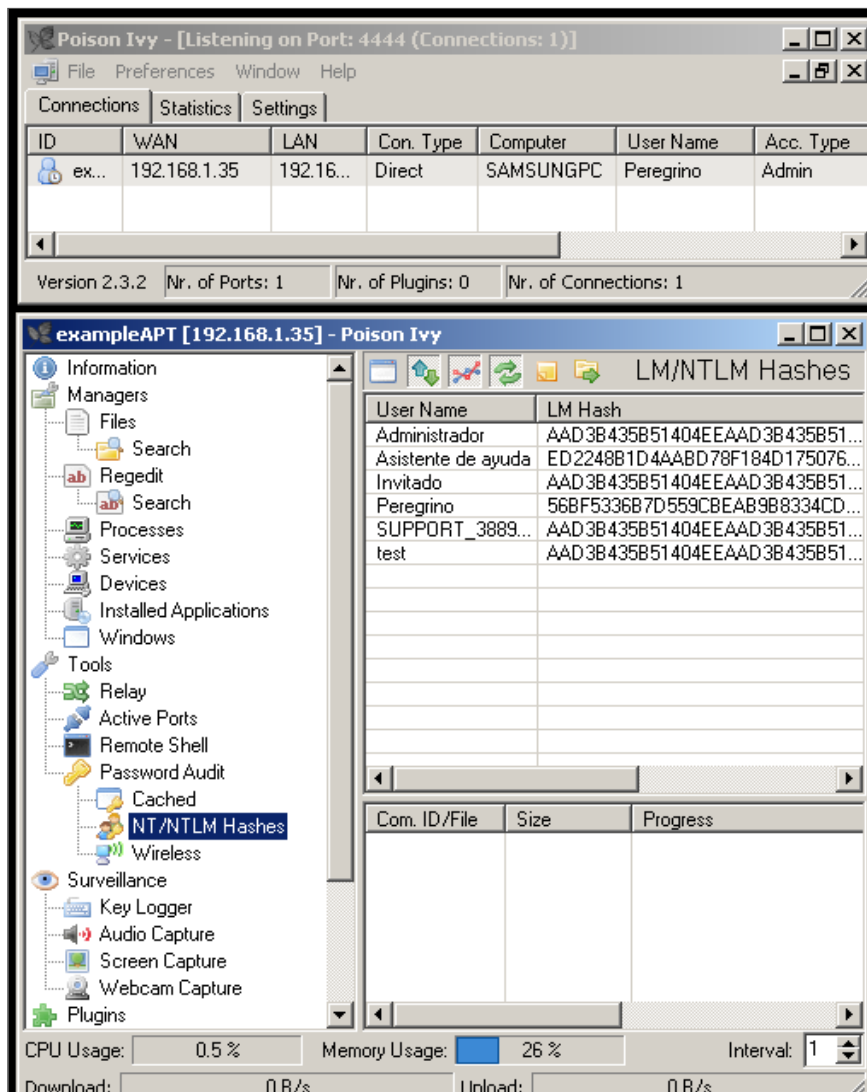 Poison Ivy - [Listening on Port: 4444 (Connections: 1)]
File Preferences Window Help
Connections Statistics Settings
ID WAN LAN Con. Type Computer User Name Acc. Type
ex... 192.168.1.35 192.16... Direct SAMSUNGPC Peregrino Admin
Version 2.3.2 Nr. of Ports: 1 Nr. of Plugins: 0 Nr. of Connections: 1
exampleAPT [192.168.1.35] - Poison Ivy
Information
Managers
Files
Search
Regedit
Search
Processes
Services
Devices
Installed Applications
Windows
Tools
Relay
Active Ports
Remote Shell
Password Audit
Cached
NT/NTLM Hashes
Wireless
Surveillance
Key Logger
Audio Capture
Screen Capture
Webcam Capture
Plugins
LM/NTLM Hashes
User Name LM Hash
Administrador AAD3B435B51404EEAAD3B435B51...
Asistente de ayuda ED2248B1D4AABD78F184D175076...
Invitado AAD3B435B51404EEAAD3B435B51...
Peregrino 56BF5336B7D559CBEAB9B8334CD...
SUPPORT_3889... AAD3B435B51404EEAAD3B435B51...
test AAD3B435B51404EEAAD3B435B51...
Com. ID/File Size Progress
CPU Usage: 0.5 % Memory Usage: 26 % Interval: 1
Download: 0 B/s Upload: 0 B/s